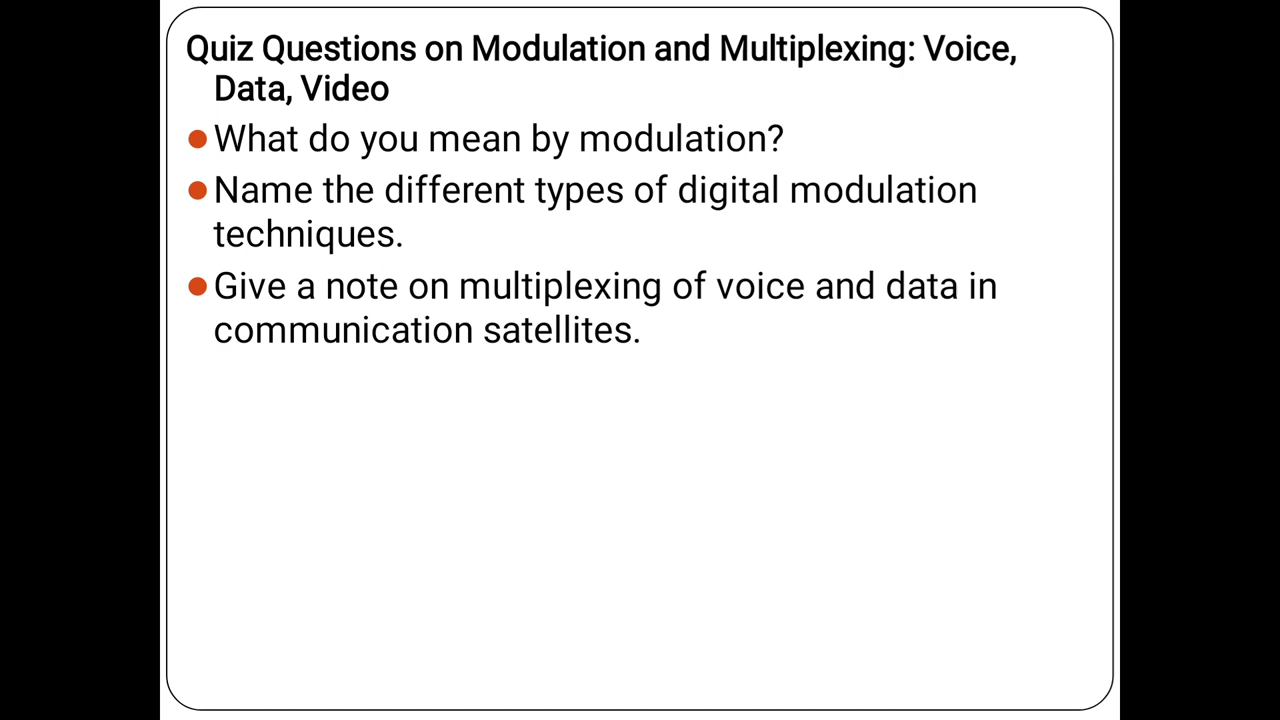 Quiz Questions on Modulation and Multiplexing: Voice,
Data, Video
What do you mean by modulation?
Name the different types of digital modulation
techniques.
Give a note on multiplexing of voice and data in
communication satellites.